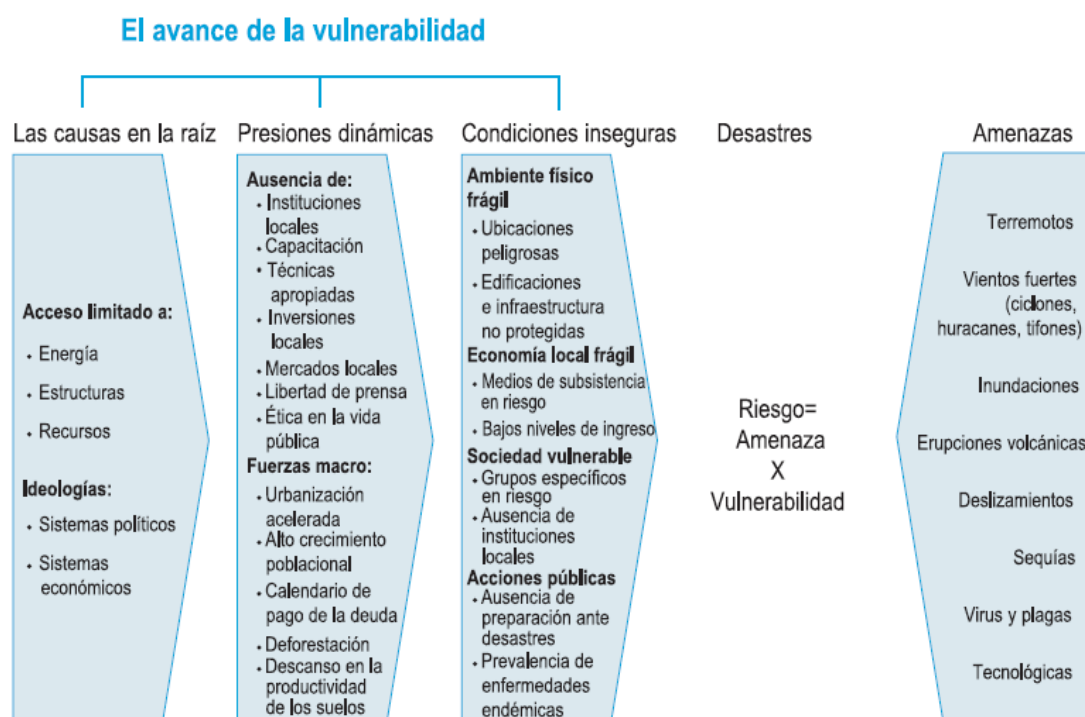 El avance de la vulnerabilidad
Las causas en la raíz
Acceso limitado a:
• Energía
• Estructuras
• Recursos
Ideologías:
• Sistemas políticos
• Sistemas
económicos
Presiones dinámicas
Ausencia de:
• Instituciones
locales
• Capacitación
• Técnicas
apropiadas
• Inversiones
locales
• Mercados locales
• Libertad de prensa
• Ética en la vida
pública
Fuerzas macro:
• Urbanización
acelerada
• Alto crecimiento
poblacional
• Calendario de
pago de la deuda
• Deforestación
• Descanso en la
productividad
de los suelos
Condiciones inseguras
Ambiente físico
frágil
• Ubicaciones
peligrosas
• Edificaciones
e infraestructura
no protegidas
Economía local frágil
• Medios de subsistencia
en riesgo
• Bajos niveles de ingreso
Sociedad vulnerable
• Grupos específicos
en riesgo
• Ausencia de
instituciones
locales
Acciones públicas
• Ausencia de
preparación ante
desastres
• Prevalencia de
enfermedades
endémicas
Desastres
Riesgo=
Amenaza
X
Vulnerabilidad
Amenazas
Terremotos
Vientos fuertes
(ciclones,
huracanes, tifones)
Inundaciones
Erupciones volcánicas
Deslizamientos
Sequías
Virus y plagas
Tecnológicas